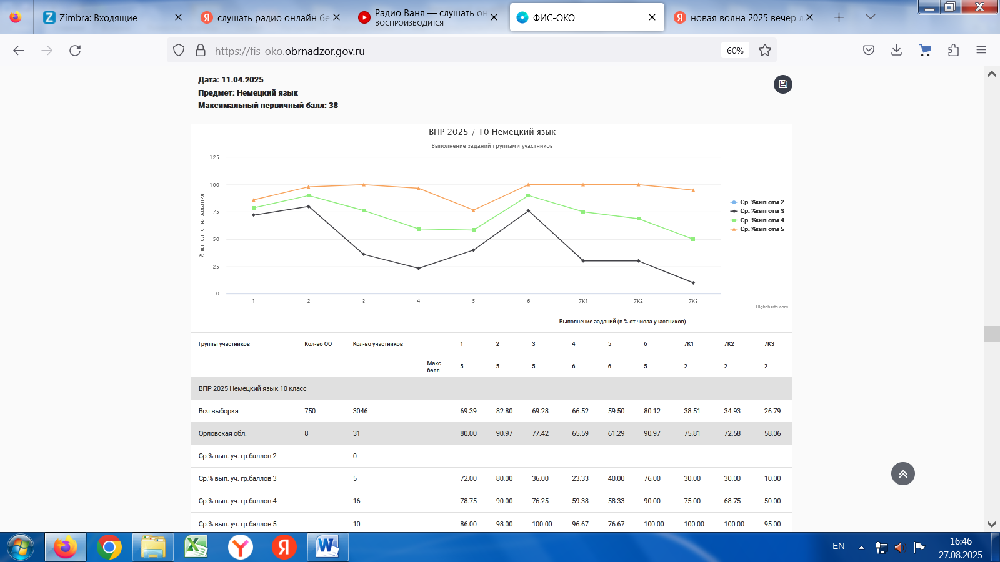 Zimbra: Входящие
слушать радио онлайн бе
Радио Ваня — слушать он
ВОСПРОИЗВОДИТСЯ
ФИС-ОКО
новая волна 2025 вечер л
https://fis-oko.obrnadzor.gov.ru
60%
Дата: 11.04.2025
Предмет: Немецкий язык
Максимальный первичный балл: 38
ВПР 2025 / 10 Немецкий язык
Выполнение заданий группами участников
% выполнения задания
125
100
75
50
25
0
1 2 3 4 5 6 7К1 7К2 7К3
Ср. %вып отм 2
Ср. %вып отм 3
Ср. %вып отм 4
Ср. %вып отм 5
Highcharts.com
Выполнение заданий (в % от числа участников)
Группы участников Кол-во ОО Кол-во участников 1 2 3 4 5 6 7К1 7К2 7К3
Макс балл 5 5 5 6 6 5 2 2 2
ВПР 2025 Немецкий язык 10 класс
Вся выборка 750 3046 69.39 82.80 69.28 66.52 59.50 80.12 38.51 34.93 26.79
Орловская обл. 8 31 80.00 90.97 77.42 65.59 61.29 90.97 75.81 72.58 58.06
Ср.% вып. уч. гр.баллов 2 0
Ср.% вып. уч. гр.баллов 3 5 72.00 80.00 36.00 23.33 40.00 76.00 30.00 30.00 10.00
Ср.% вып. уч. гр.баллов 4 16 78.75 90.00 76.25 59.38 58.33 90.00 75.00 68.75 50.00
Ср.% вып. уч. гр.баллов 5 10 86.00 98.00 100.00 96.67 76.67 100.00 100.00 100.00 95.00
EN
16:46
27.08.2025